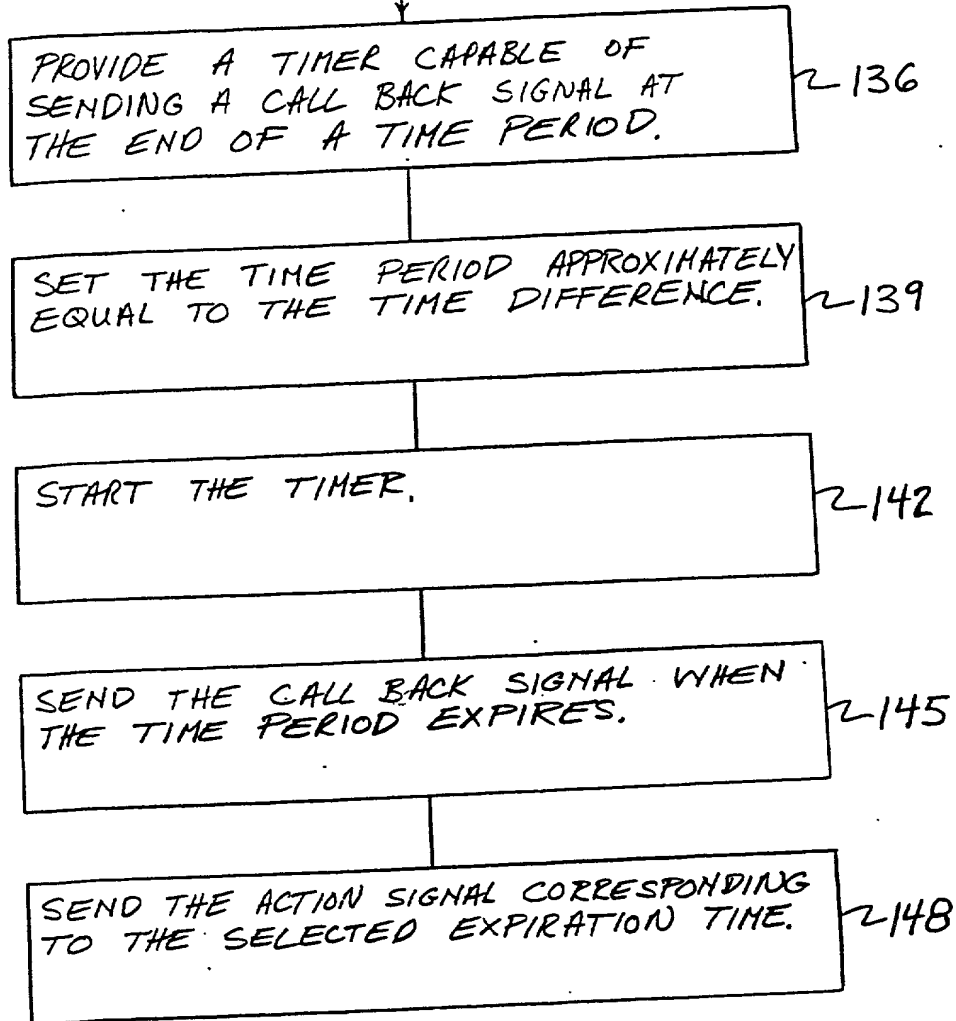 PROVIDE A TIMER CAPABLE OF
SENDING A CALL BACK SIGNAL AT
THE END OF A TIME PERIOD.
136
SET THE TIME PERIOD APPROXIMATELY
EQUAL TO THE TIME DIFFERENCE.
139
START THE TIMER.
142
SEND THE CALL BACK SIGNAL WHEN
THE TIME PERIOD EXPIRES.
145
SEND THE ACTION SIGNAL CORRESPONDING
TO THE SELECTED EXPIRATION TIME.
148